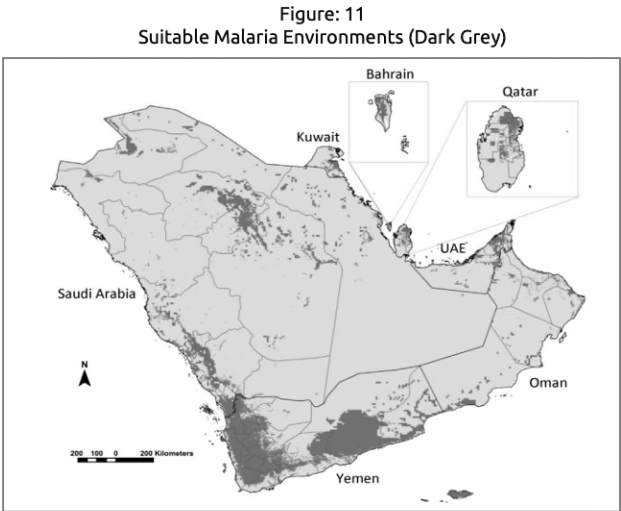 Figure: 11
Suitable Malaria Environments (Dark Grey)
Bahrain
Qatar
Kuwait
UAE
Saudi Arabia
N
Oman
200 100 0 200 Kilometers
Yemen